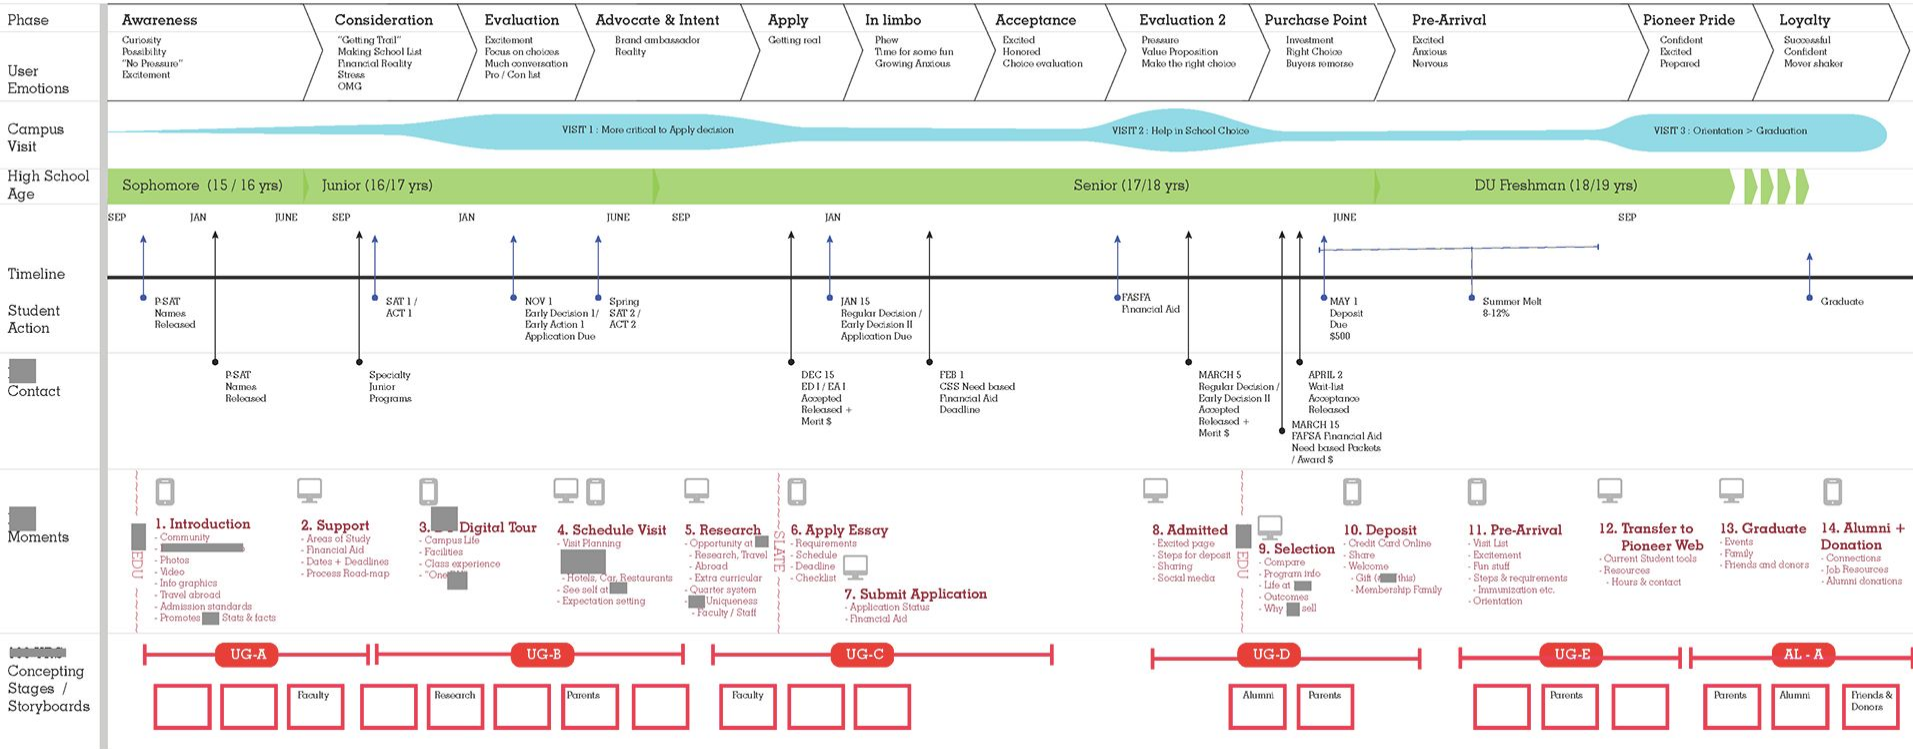 Phase
Awareness
Consideration
Evaluation
Advocate & Intent
Apply
In limbo
Acceptance
Evaluation 2
Purchase Point
Pre-Arrival
Pioneer Pride
Loyalty
User
Emotions
Curiosity
Possibility
"No Pressure"
Excitement
"Getting Trail"
Making School List
Financial Reality
Stress
OMG
Excitement
Focus on choices
Much conversation
Pro / Con list
Brand ambassador
Reality
Getting real
Phew
Time for some fun
Growing Anxious
Excited
Honored
Choice evaluation
Pressure
Value Proposition
Make the right choice
Investment
Right Choice
Buyers remorse
Excited
Anxious
Nervous
Confident
Excited
Prepared
Successful
Confident
Mover shaker
Campus
Visit
VISIT 1 : More critical to Apply decision
VISIT 2 : Help in School Choice
VISIT 3 : Orientation > Graduation
High School
Age
Sophomore (15 / 16 yrs)
Junior (16/17 yrs)
Senior (17/18 yrs)
DU Freshman (18/19 yrs)
SEP
JAN
JUNE
SEP
JAN
JUNE
SEP
JAN
JUNE
SEP
Timeline
Student
Action
P-SAT
Names
Released
SAT 1 /
ACT 1
NOV 1
Early Decision 1/
Early Action 1
Application Due
Spring
SAT 2 /
ACT 2
JAN 15
Regular Decision /
Early Decision II
Application Due
FASFA
Financial Aid
MAY 1
Deposit
Due
$500
Summer Melt
8-12%
Graduate
Contact
P-SAT
Names
Released
Specialty
Junior
Programs
DEC 15
ED I / EA I
Accepted
Released +
Merit $
FEB 1
CSS Need based
Financial Aid
Deadline
MARCH 5
Regular Decision /
Early Decision II
Accepted
Released +
Merit $
APRIL 2
Wait-list
Acceptance
Released
MARCH 15
FAFSA Financial Aid
Need based Packets
/ Award $
Moments
EDU
1. Introduction
- Community
- Photos
- Video
- Info graphics
- Travel abroad
- Admission standards
- Promotes Stats & facts
2. Support
- Areas of Study
- Financial Aid
- Dates + Deadlines
- Process Road-map
3. Digital Tour
- Campus Life
- Facilities
- Class experience
- "One
4. Schedule Visit
- Visit Planning
- Hotels, Car, Restaurants
- See self at
- Expectation setting
5. Research
- Opportunity at
- Research, Travel
- Abroad
- Extra curricular
- Quarter system
- Uniqueness
- Faculty / Staff
SLATE
6. Apply Essay
- Requirements
- Schedule
- Deadline
- Checklist
7. Submit Application
- Application Status
- Financial Aid
8. Admitted
- Excited page
- Steps for deposit
- Sharing
- Social media
EDU
9. Selection
- Compare
- Program info
- Life at
- Outcomes
- Why sell
10. Deposit
- Credit Card Online
- Share
- Welcome
- Gift ( this)
- Membership Family
11. Pre-Arrival
- Visit List
- Excitement
- Fun stuff
- Steps & requirements
- Immunization etc.
- Orientation
12. Transfer to
Pioneer Web
- Current Student tools
- Resources
- Hours & contact
13. Graduate
- Events
- Family
- Friends and donors
14. Alumni +
Donation
- Connections
- Job Resources
- Alumni donations
Concepting
Stages /
Storyboards
UG-A
UG-B
UG-C
UG-D
UG-E
AL - A
Faculty
Research
Parents
Faculty
Alumni
Parents
Parents
Parents
Alumni
Friends &
Donors